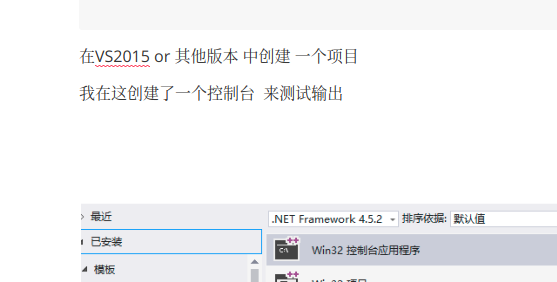 在VS2015 or 其他版本 中创建 一个项目
我在这创建了一个控制台 来测试输出
最近
.NET Framework 4.5.2 排序依据: 默认值
已安装
Win32 控制台应用程序
模板